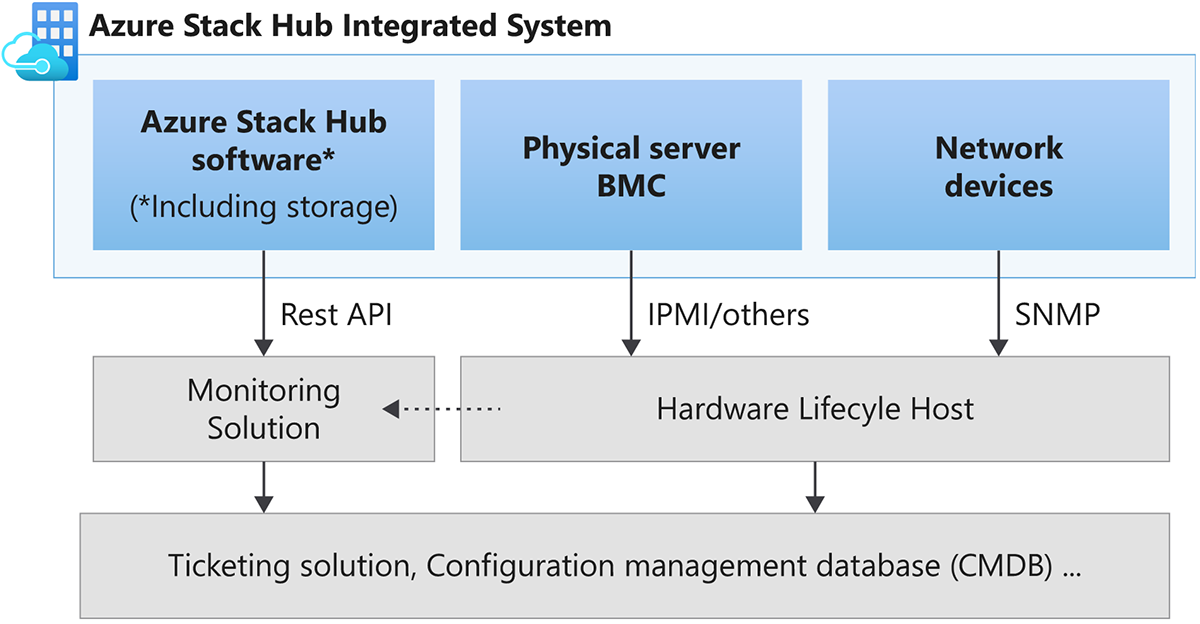 Azure Stack Hub Integrated System
Azure Stack Hub
software*
(*Including storage)
Physical server
BMC
Network
devices
Rest API
IPMI/others
SNMP
Monitoring
Solution
Hardware Lifecyle Host
Ticketing solution, Configuration management database (CMDB) ...